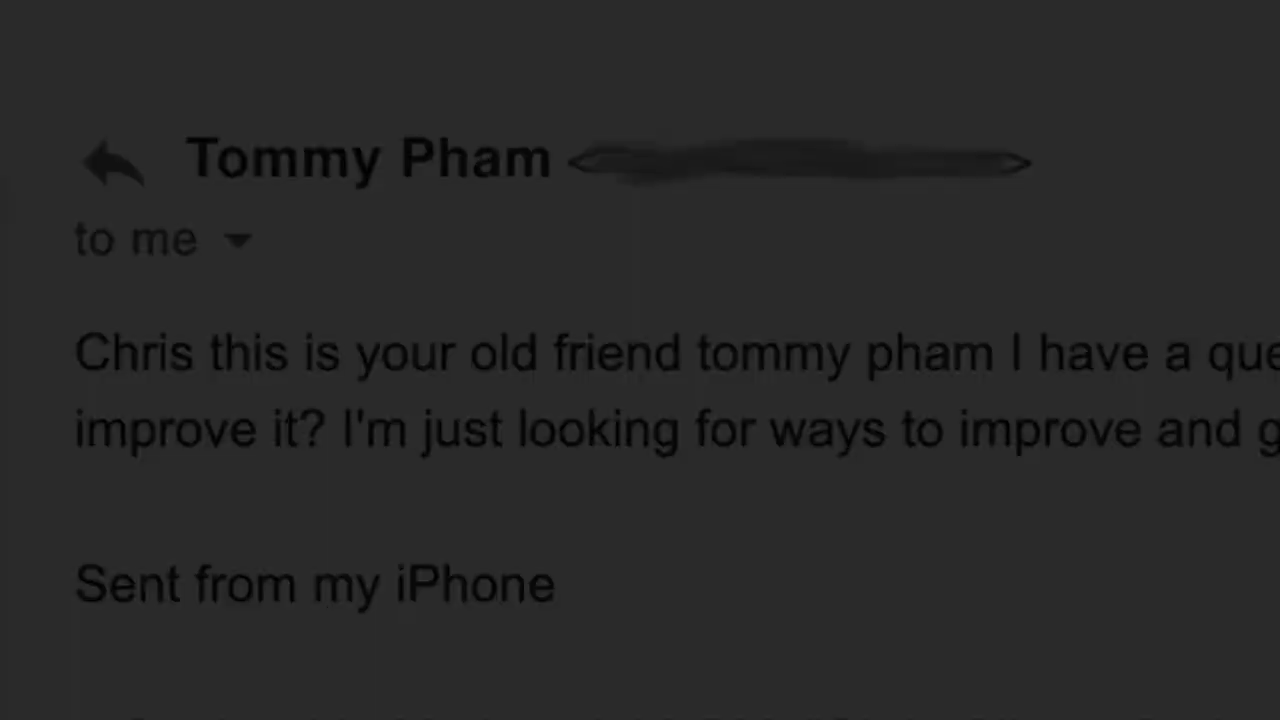 Tommy Pham
to me
Chris this is your old friend tommy pham I have a
improve it? I'm just looking for ways to improve and
Sent from my iPhone